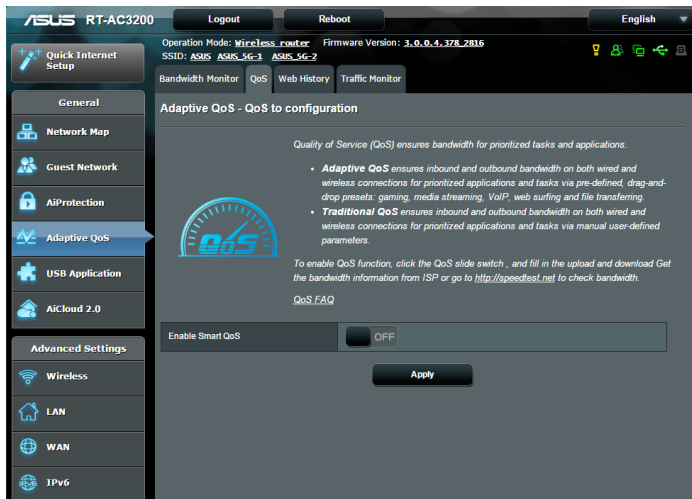 ASUS RT-AC3200 Logout Reboot English
Quick Internet Setup
Operation Mode: Wireless router Firmware Version: 3.0.0.4.378_2816
SSID: ASUS ASUS_5G-1 ASUS_5G-2
Bandwidth Monitor QoS Web History Traffic Monitor
General
Network Map
Guest Network
AiProtection
Adaptive QoS
USB Application
AiCloud 2.0
Advanced Settings
Wireless
LAN
WAN
IPv6
IPv6
Adaptive QoS - QoS to configuration
QoS
Quality of Service (QoS) ensures bandwidth for prioritized tasks and applications.
Adaptive QoS ensures inbound and outbound bandwidth on both wired and
wireless connections for prioritized applications and tasks via pre-defined, drag-and-
drop presets: gaming, media streaming, VoIP, web surfing and file transferring.
Traditional QoS ensures inbound and outbound bandwidth on both wired and
wireless connections for prioritized applications and tasks via manual user-defined
parameters.
To enable QoS function, click the QoS slide switch , and fill in the upload and download Get
the bandwidth information from ISP or go to http://speedtest.net to check bandwidth.
QoS FAQ
Enable Smart QoS OFF
Apply